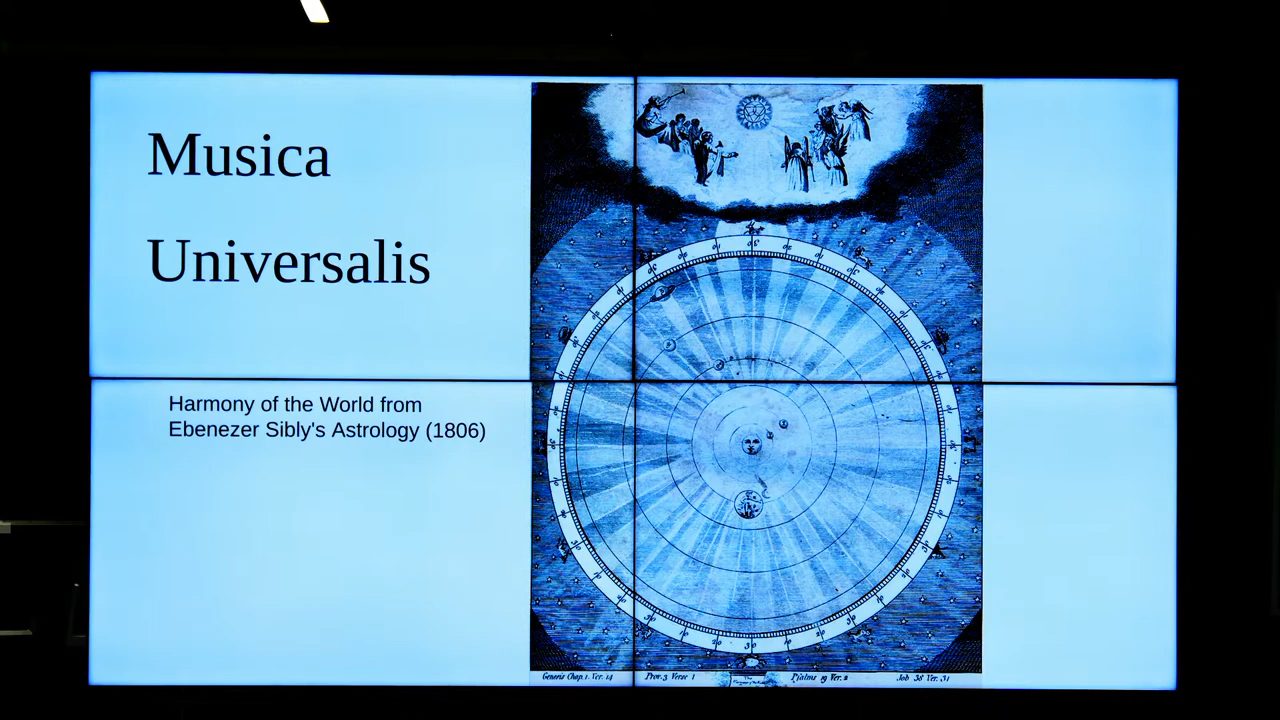 Musica
Universalis
Harmony of the World from
Ebenezer Sibly's Astrology (1806)
Genesis Chap. 1. Ver. 14
Prov. 3 Verse 1
Psalms 19 Ver. 2
Job 38 Ver. 31